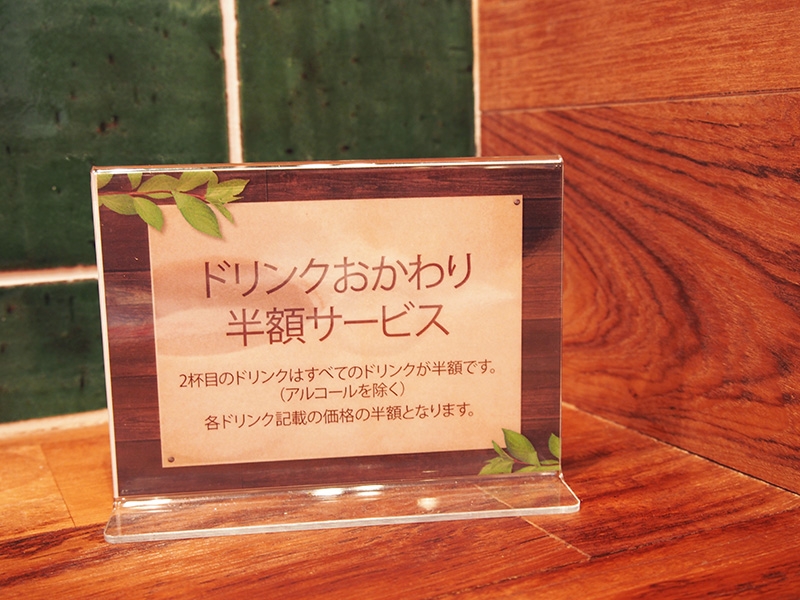 ドリンクおかわり
半額サービス
2杯目のドリンクはすべてのドリンクが半額です。
（アルコールを除く）
各ドリンク記載の価格の半額となります。